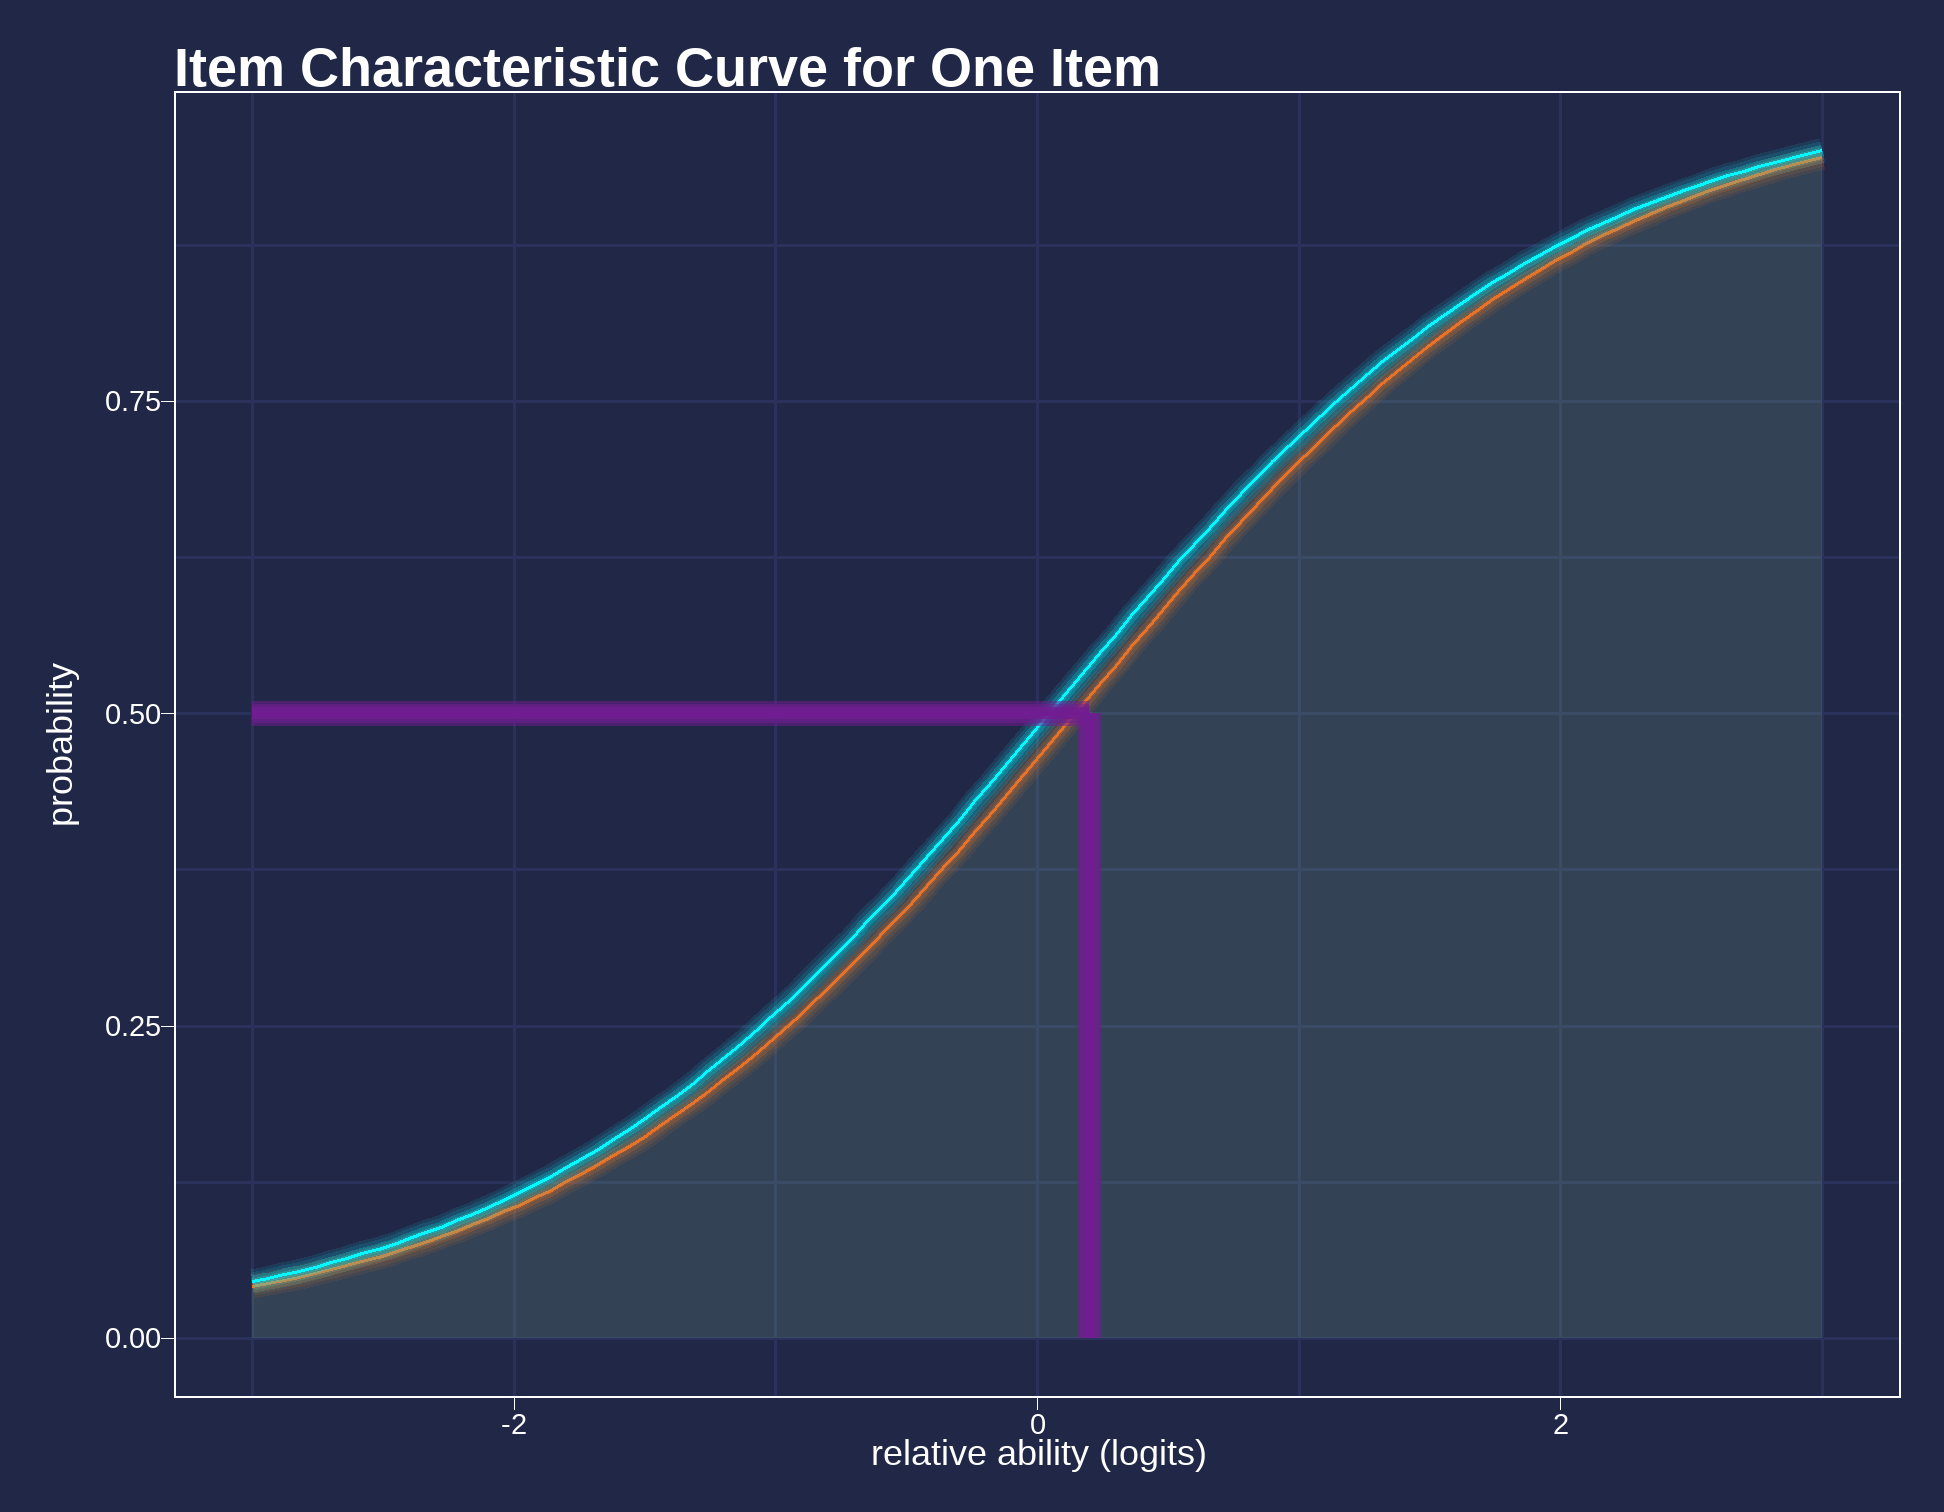 Item Characteristic Curve for One Item
probability
0.75
0.50
0.25
0.00
-2
0
2
relative ability (logits)